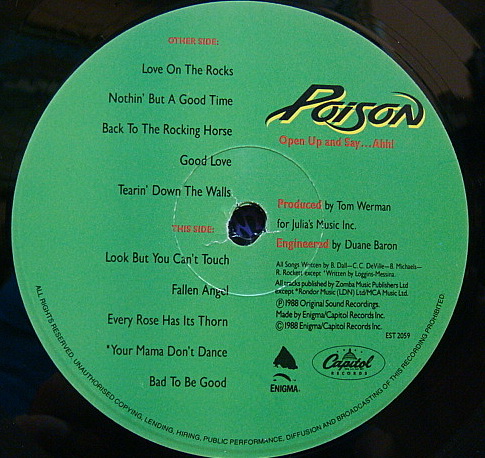 OTHER SIDE:
Love On The Rocks
Nothin' But A Good Time
Back To The Rocking Horse
Good Love
Tearin' Down The Walls
THIS SIDE:
Look But You Can't Touch
Fallen Angel
Every Rose Has Its Thorn
*Your Mama Don't Dance
Bad To Be Good
POISON
Open Up and Say...Ahh!
Produced by Tom Werman
for Julia's Music Inc.
Engineered by Duane Baron
All Songs Written by B. Dall—C.C. DeVille—B. Michaels—
R. Rockett except *Written by Loggins-Messina.
All tracks published by Zomba Music Publishers Ltd
except *Rondor Music (LDN) Ltd/MCA Music Ltd.
Ⓟ1988 Original Sound Recordings.
Made by Enigma/Capitol Records Inc.
©1988 Enigma/Capitol Records Inc.
EST 2059
ENIGMA
Capitol
RECORDS
ALL RIGHTS RESERVED. UNAUTHORISED COPYING, LENDING, HIRING, PUBLIC PERFORMANCE, DIFFUSION AND BROADCASTING OF THIS RECORDING PROHIBITED